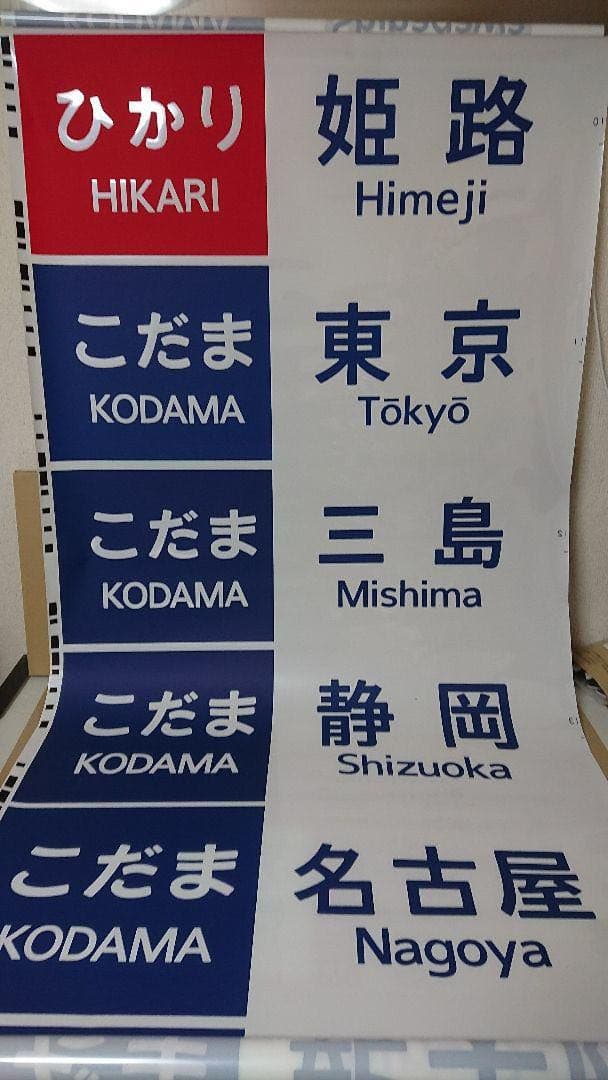 ひかり 姫路
HIKARI Himeji
こだま 東京
KODAMA Tōkyō
こだま 三島
KODAMA Mishima
こだま 静岡
KODAMA Shizuoka
こだま 名古屋
KODAMA Nagoya